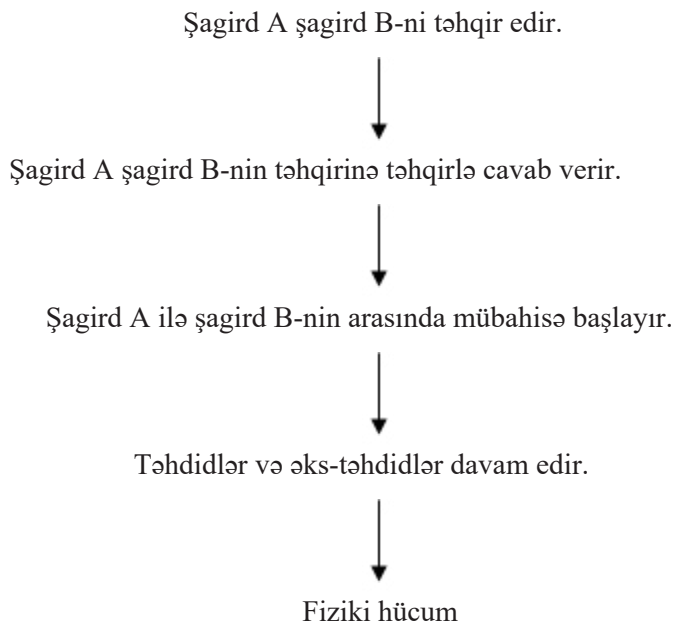 Şagird A şagird B-ni təhqir edir.
Şagird A şagird B-nin təhqirinə təhqirlə cavab verir.
Şagird A ilə şagird B-nin arasında mübahisə başlayır.
Təhdidlər və əks-təhdidlər davam edir.
Fiziki hücum